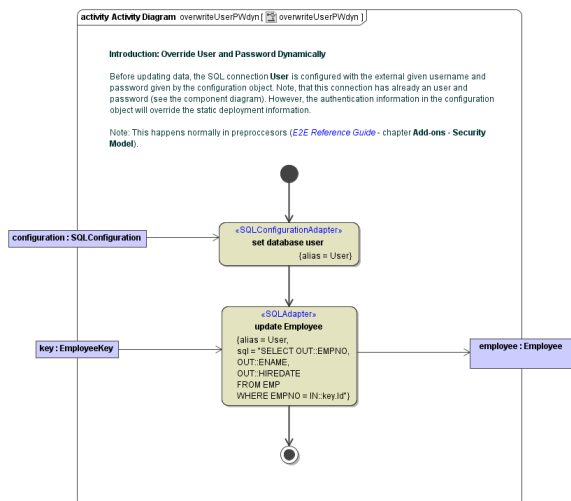 activity Activity Diagram overwriteUserPWdyn [ overwriteUserPWdyn ]
Introduction: Override User and Password Dynamically
Before updating data, the SQL connection User is configured with the external given username and
password given by the configuration object. Note, that this connection has already an user and
password (see the component diagram). However, the authentication information in the configuration
object will override the static deployment information.
Note: This happens normally in preproccesors (E2E Reference Guide - chapter Add-ons - Security
Model).
configuration : SQLConfiguration
«SQLConfigurationAdapter»
set database user
{alias = User}
key : EmployeeKey
«SQLAdapter»
update Employee
{alias = User,
sql = "SELECT OUT::EMPNO,
OUT::ENAME,
OUT::HIREDATE
FROM EMP
WHERE EMPNO = IN::key.Id"}
employee : Employee